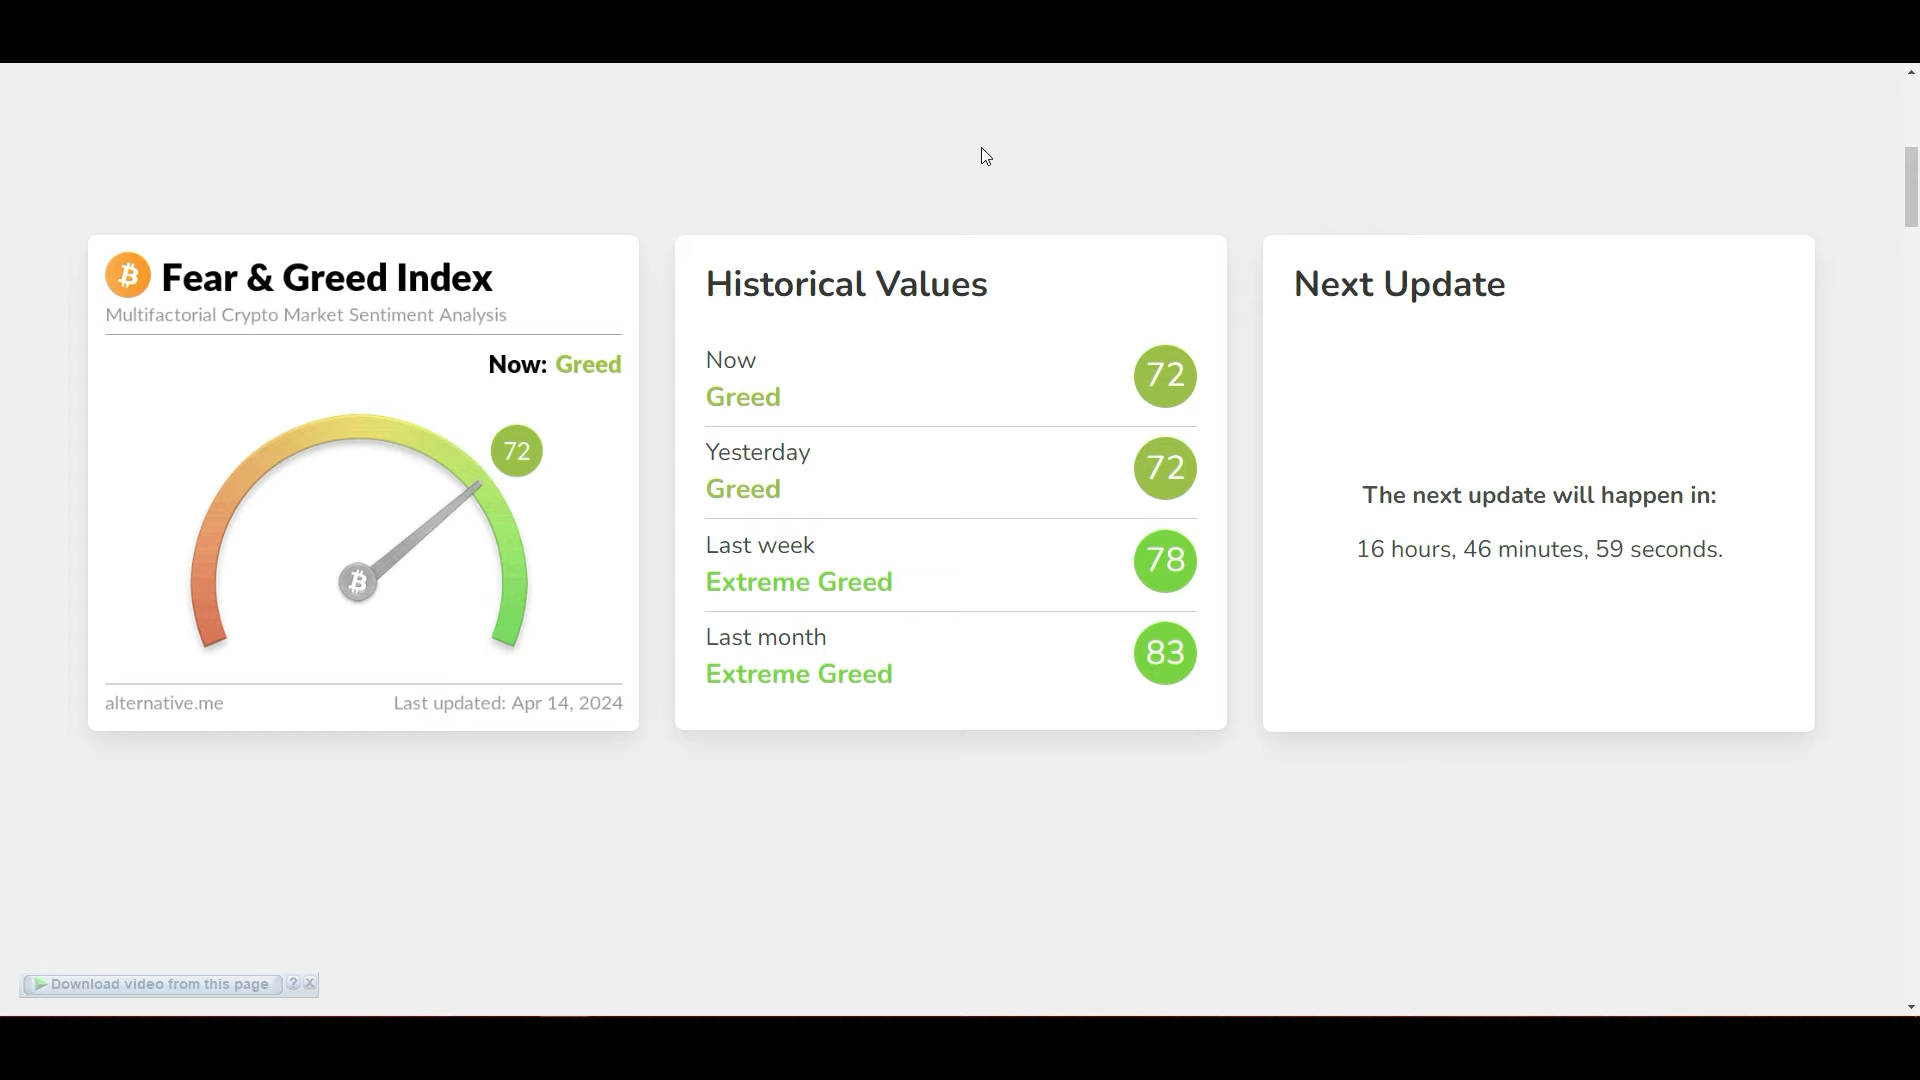 Fear & Greed Index
Multifactorial Crypto Market Sentiment Analysis
Now: Greed
72
alternative.me
Last updated: Apr 14, 2024
Historical Values
Now
Greed
72
Yesterday
Greed
72
Last week
Extreme Greed
78
Last month
Extreme Greed
83
Next Update
The next update will happen in:
16 hours, 46 minutes, 59 seconds.
Download video from this page ? X